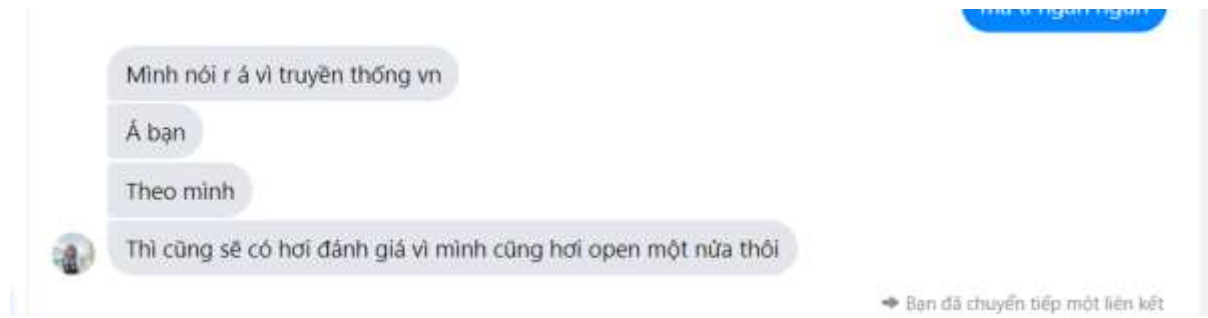 Mình nói r á vì truyền thống vn
Á bạn
Theo mình
Thì cũng sẽ có hơi đánh giá vì mình cũng hơi open một nửa thôi
Bạn đã chuyển tiếp một liên kết